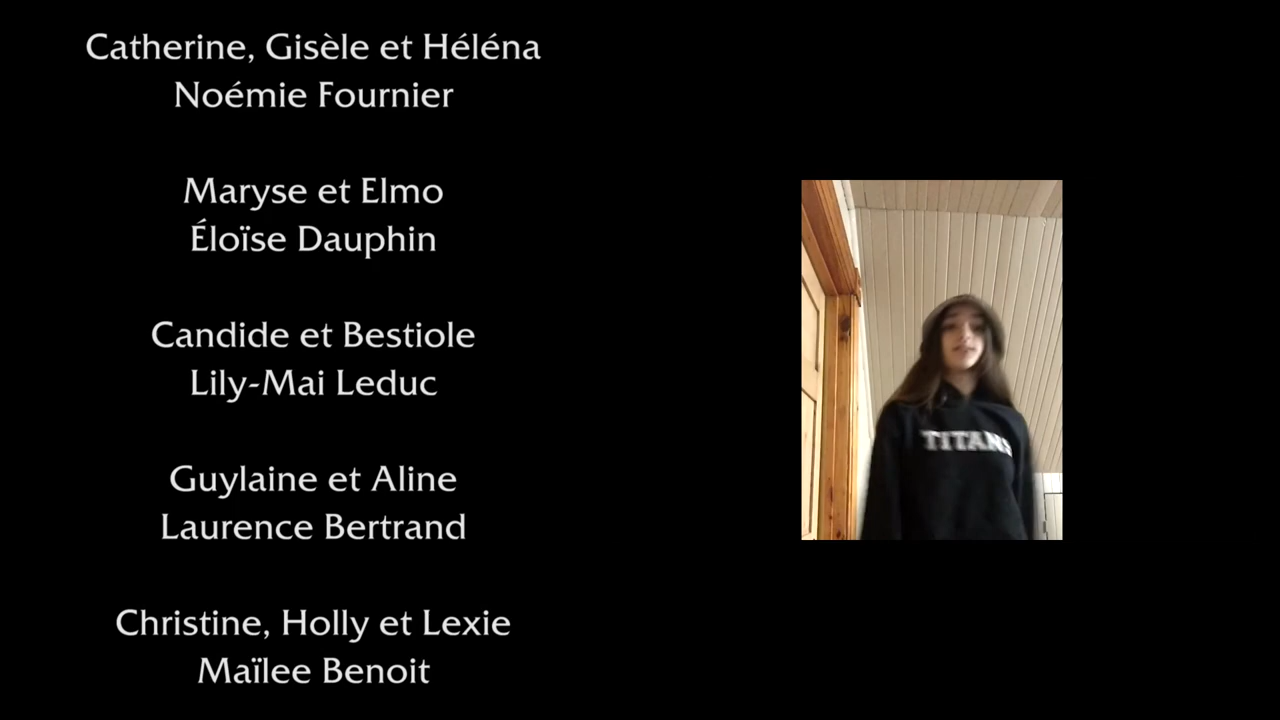 Catherine, Gisèle et Héléna
Noémie Fournier
Maryse et Elmo
Éloïse Dauphin
Candide et Bestiole
Lily-Mai Leduc
Guylaine et Aline
Laurence Bertrand
Christine, Holly et Lexie
Maïlee Benoit
TITANS